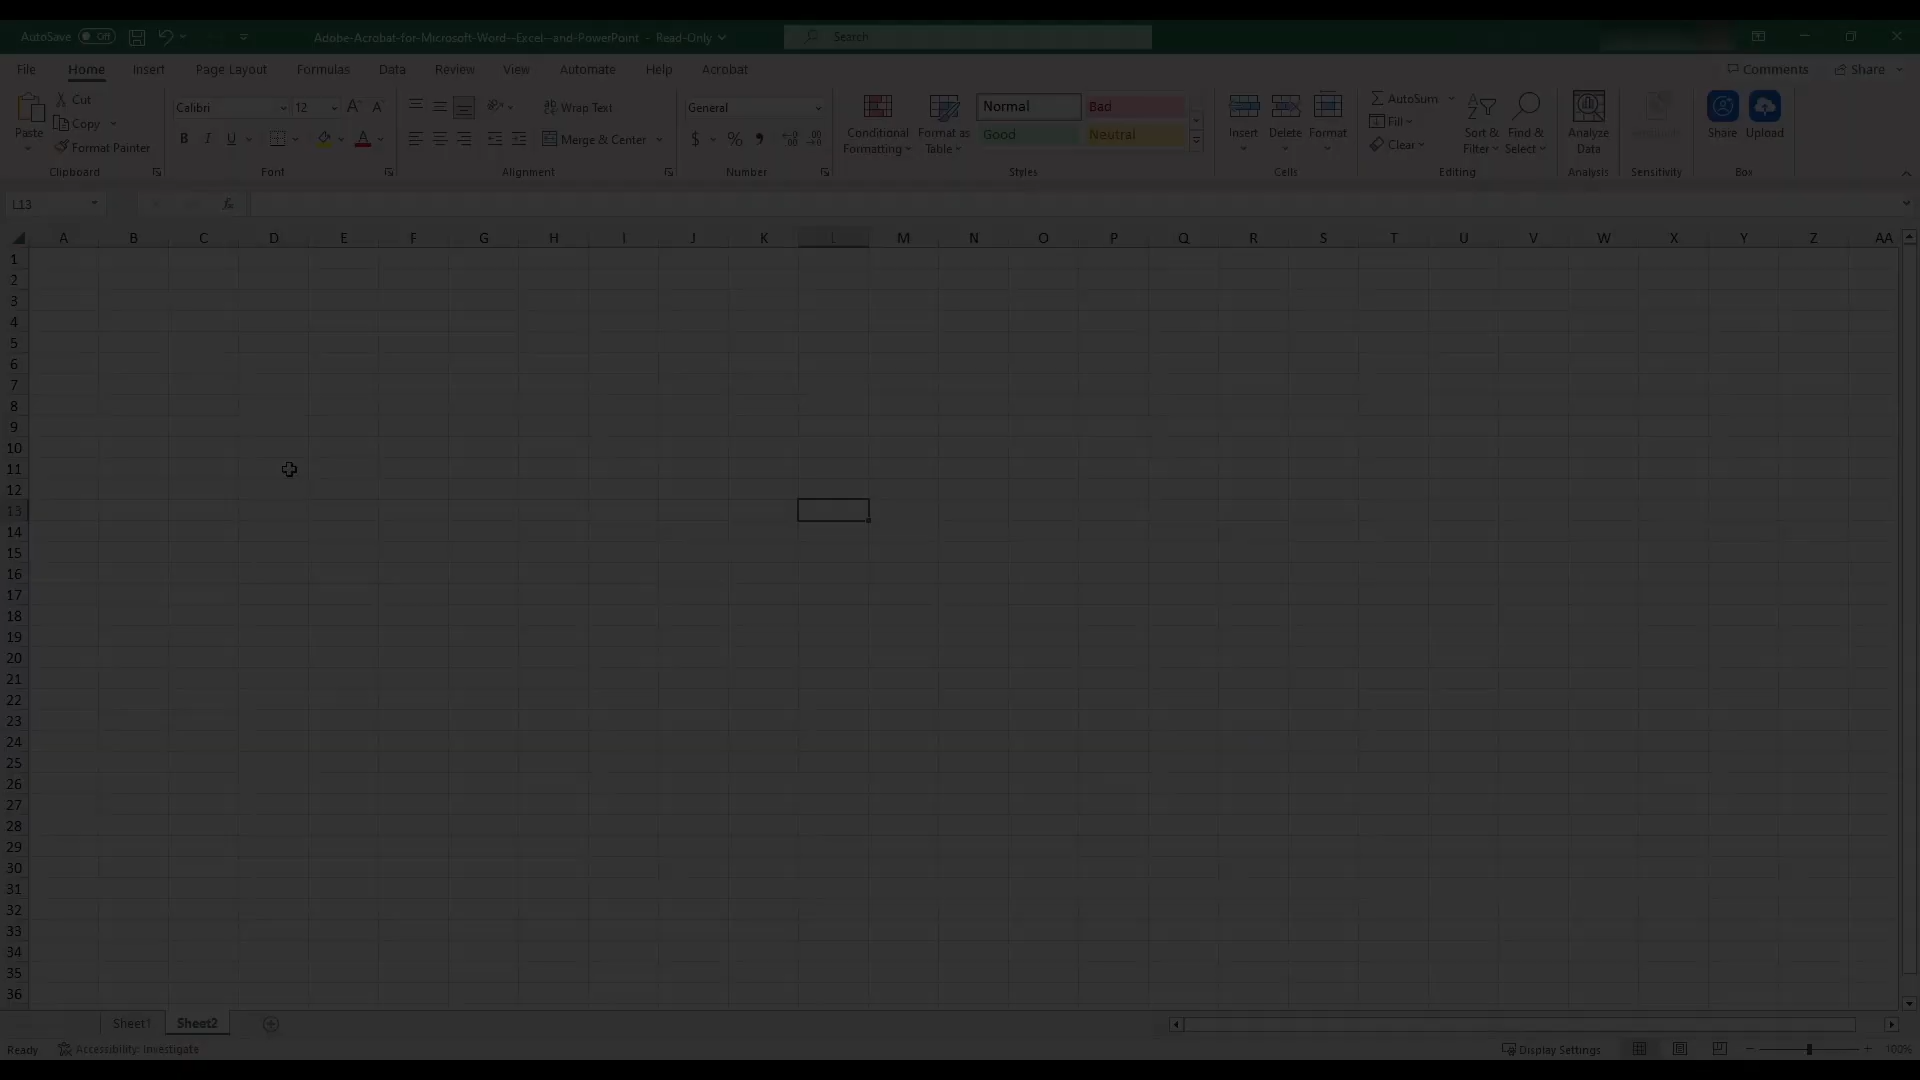 AutoSave Off Adobe-Acrobat-for-Microsoft-Word--Excel--and-PowerPoint - Read-Only Search
File Home Insert Page Layout Formulas Data Review View Automate Help Acrobat Comments Share
Paste Cut Copy Format Painter Clipboard
Calibri 12 A A B I U A Font
ab Wrap Text Merge & Center Alignment
General $ % Number
Conditional Formatting Format as Table Normal Bad Good Neutral Styles
Insert Delete Format Cells
AutoSum Fill Clear Sort & Filter Find & Select Editing
Analyze Data Analysis
Sensitivity
Share Upload Box
L13 fx
A B C D E F G H I J K L M N O P Q R S T U V W X Y Z AA
1
2
3
4
5
6
7
8
9
10
11
12
13
14
15
16
17
18
19
20
21
22
23
24
25
26
27
28
29
30
31
32
33
34
35
36
Sheet1 Sheet2
Ready Accessibility: Investigate Display Settings 100%